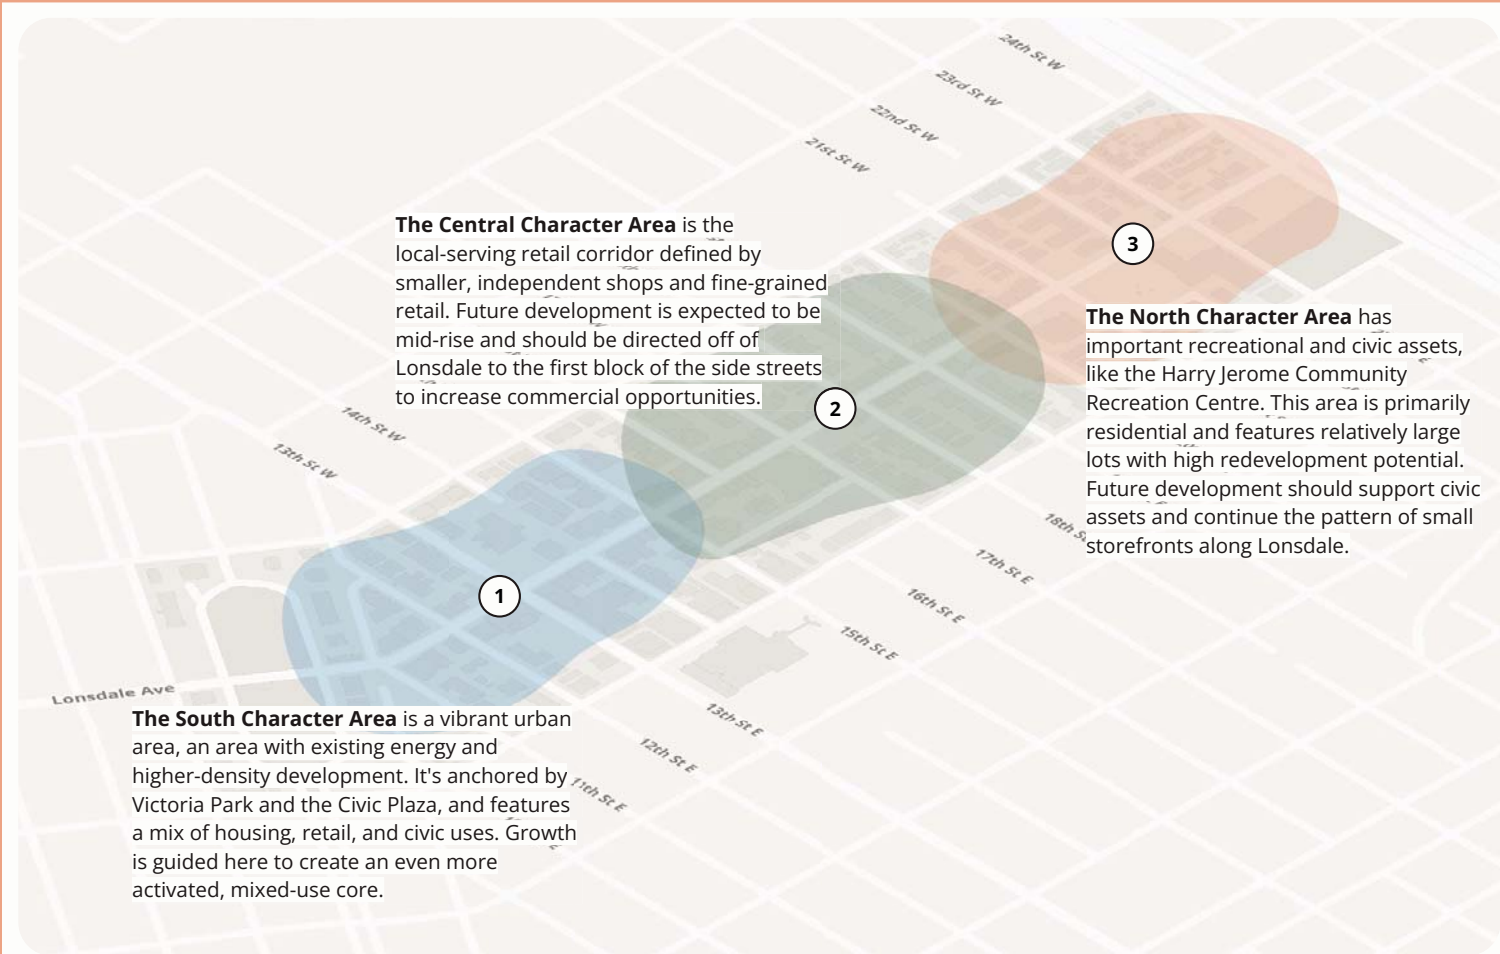 24th St W
23rd St W
22nd St W
21st St W
The Central Character Area is the
local-serving retail corridor defined by
smaller, independent shops and fine-grained
retail. Future development is expected to be
mid-rise and should be directed off of
Lonsdale to the first block of the side streets
to increase commercial opportunities.
3
The North Character Area has
important recreational and civic assets,
like the Harry Jerome Community
Recreation Centre. This area is primarily
residential and features relatively large
lots with high redevelopment potential.
Future development should support civic
assets and continue the pattern of small
storefronts along Lonsdale.
2
14th St W
13th St W
18th
17th St E
16th St E
15th St E
1
Lonsdale Ave
13th St E
12th St E
11th St E
The South Character Area is a vibrant urban
area, an area with existing energy and
higher-density development. It's anchored by
Victoria Park and the Civic Plaza, and features
a mix of housing, retail, and civic uses. Growth
is guided here to create an even more
activated, mixed-use core.